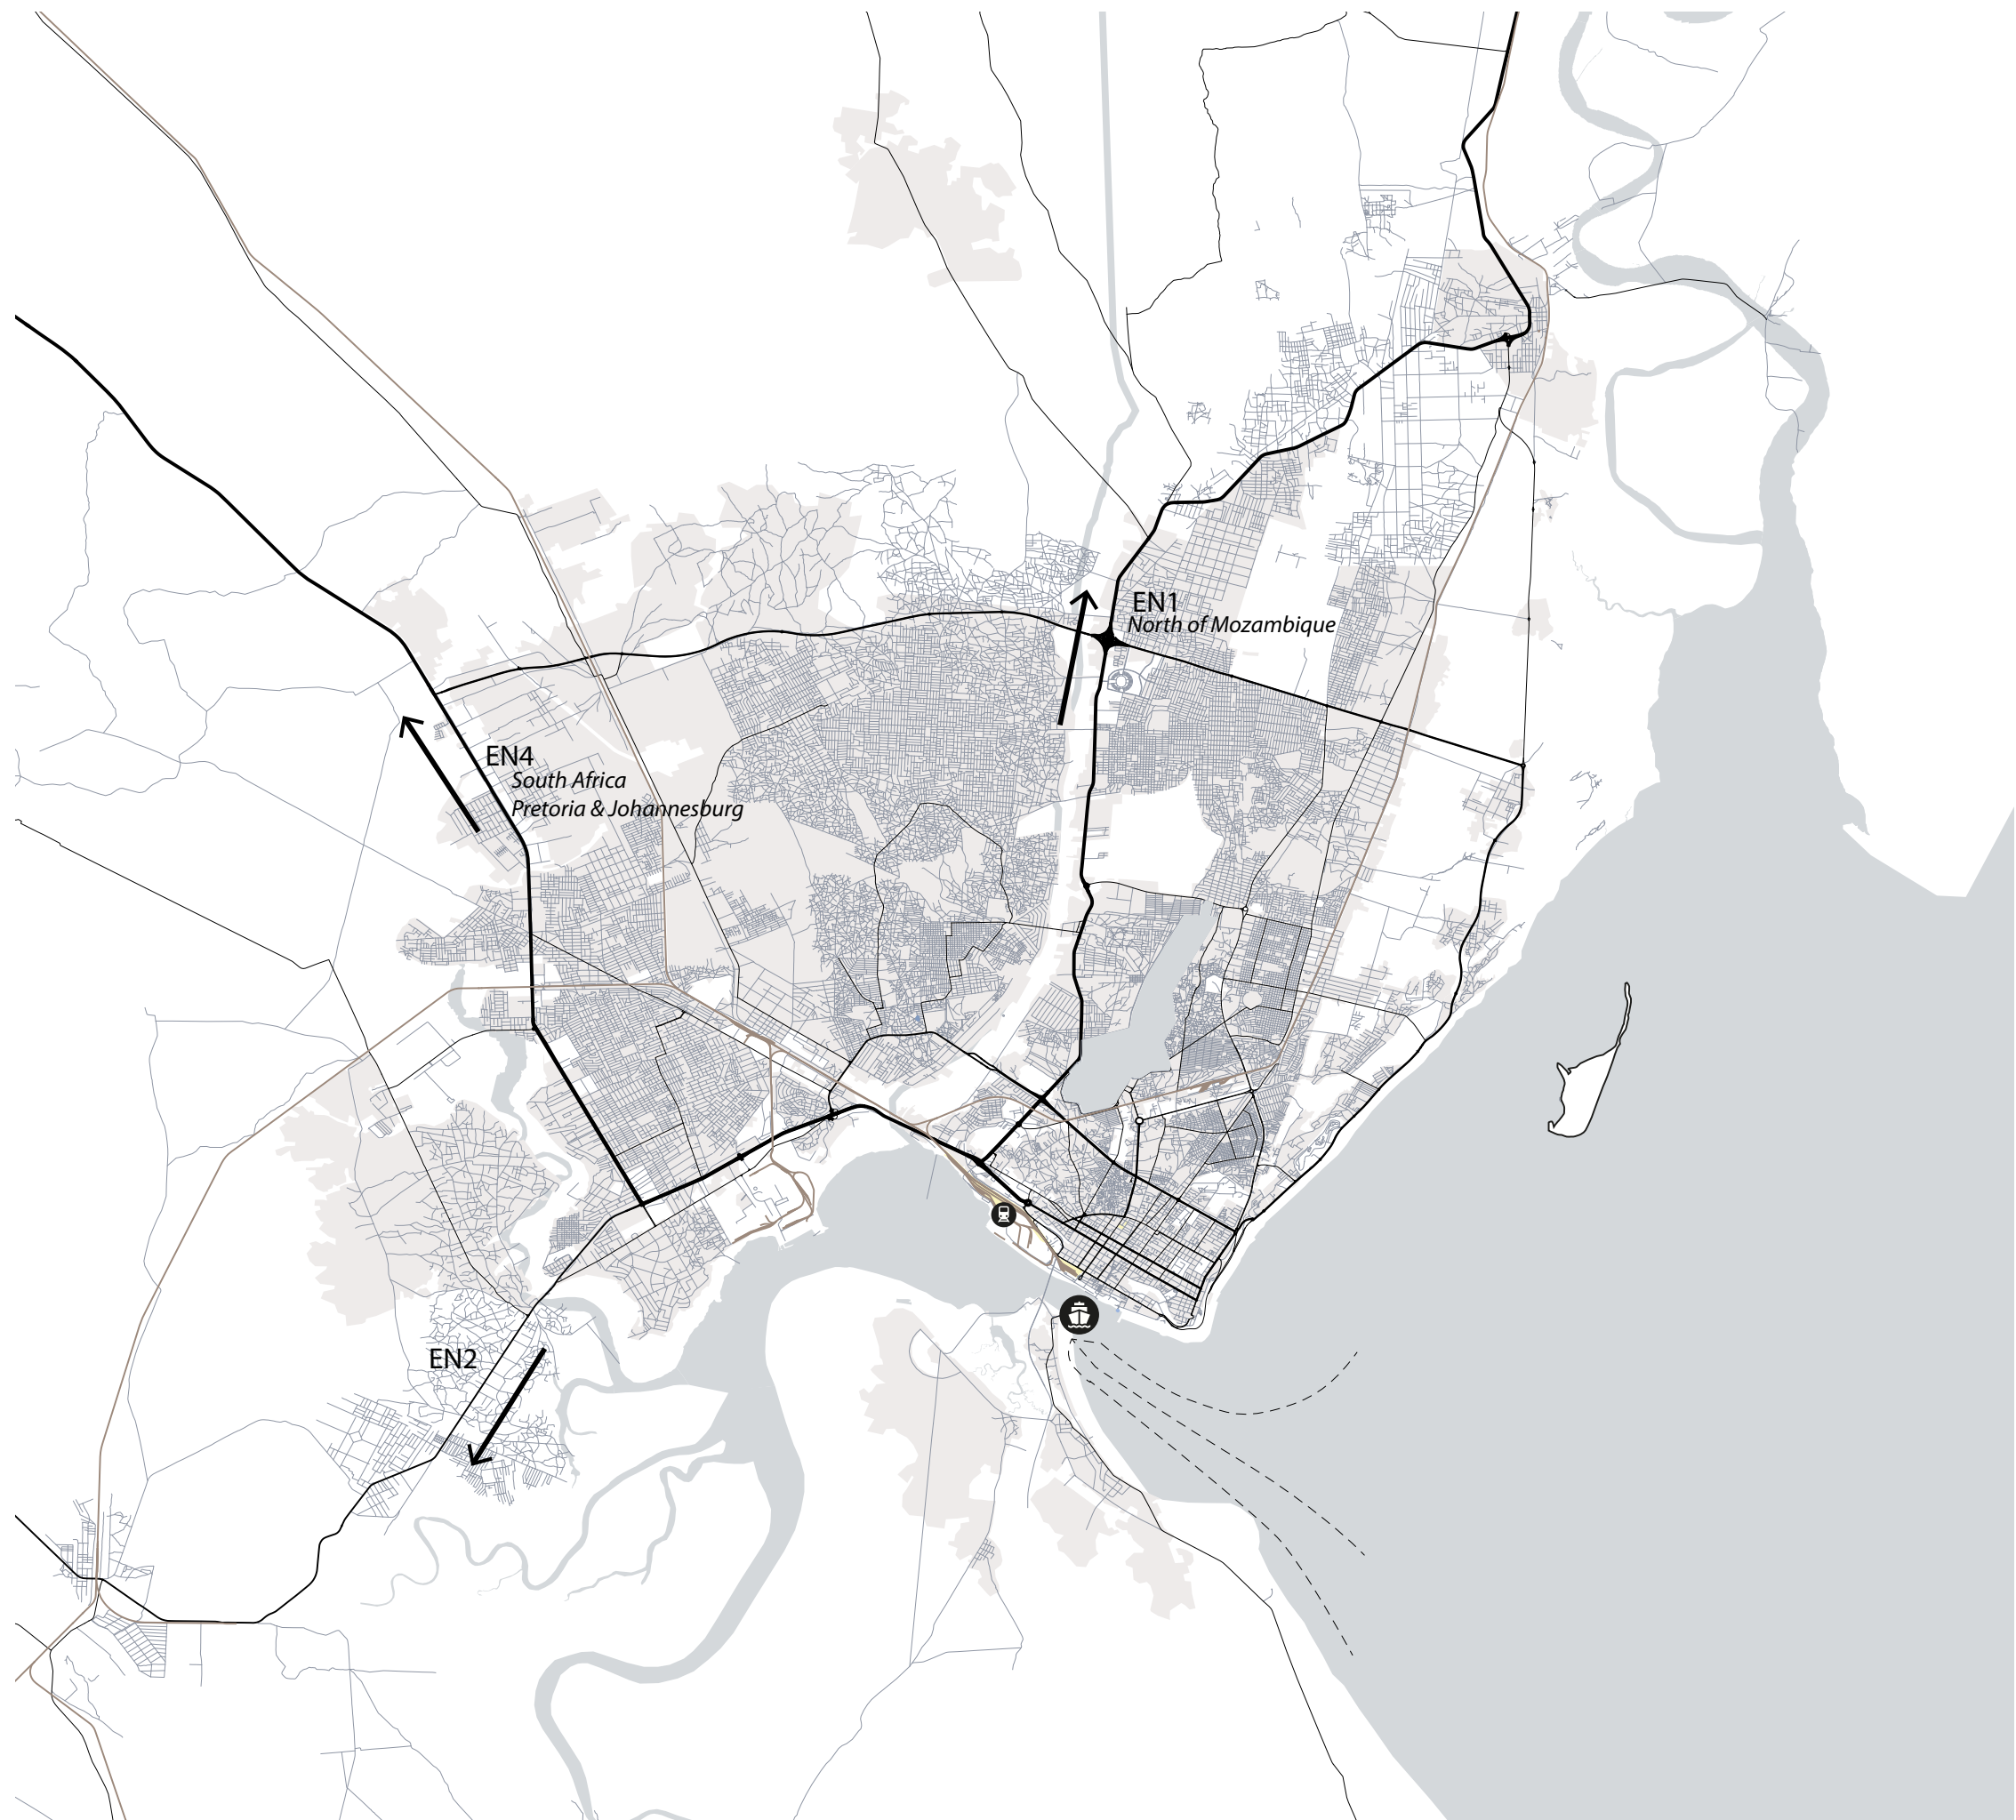 EN1
North of Mozambique
EN4
South Africa
Pretoria & Johannesburg
EN2